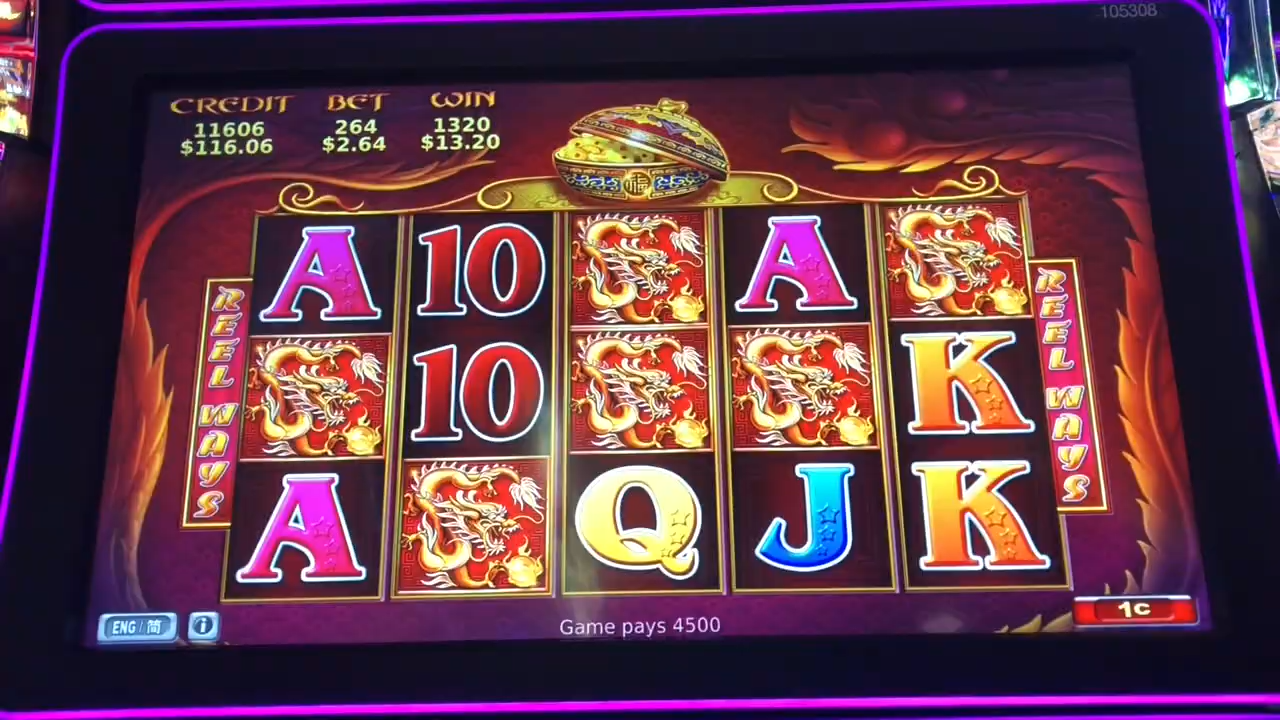 105308
CREDIT BET WIN
11606 264 1320
$116.06 $2.64 $13.20
A 10 A
REEL WAYS
REEL WAYS
10 K
A Q J K
Game pays 4500
ENG / 简
i
1c